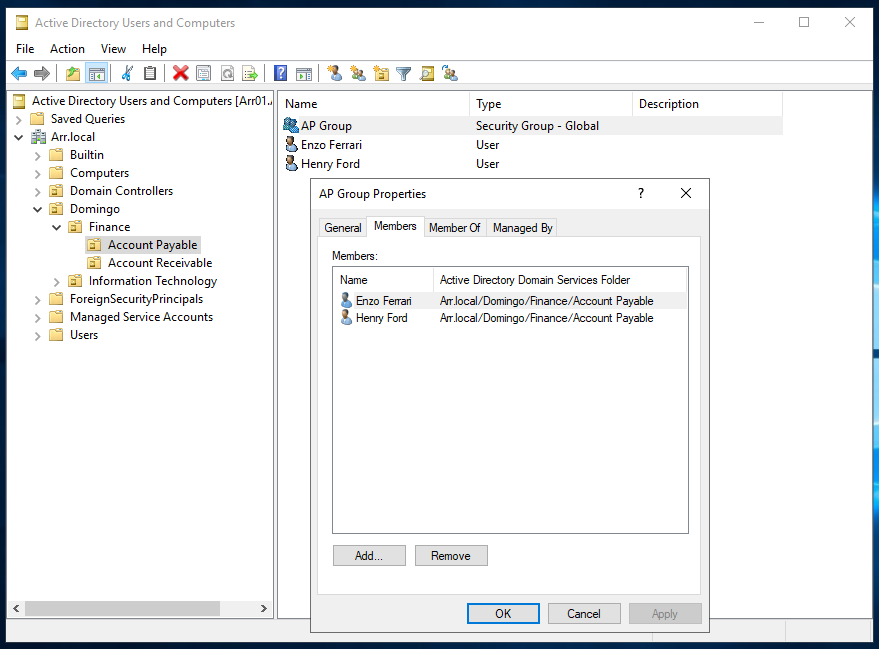 Active Directory Users and Computers
File Action View Help
Active Directory Users and Computers [Arr01.
Saved Queries
Arr.local
Builtin
Computers
Domain Controllers
Domingo
Finance
Account Payable
Account Receivable
Information Technology
ForeignSecurityPrincipals
Managed Service Accounts
Users
Name Type Description
AP Group Security Group - Global
Enzo Ferrari User
Henry Ford User
AP Group Properties ?
General Members Member Of Managed By
Members:
Name Active Directory Domain Services Folder
Enzo Ferrari Arr.local/Domingo/Finance/Account Payable
Henry Ford Arr.local/Domingo/Finance/Account Payable
Add... Remove
OK Cancel Apply